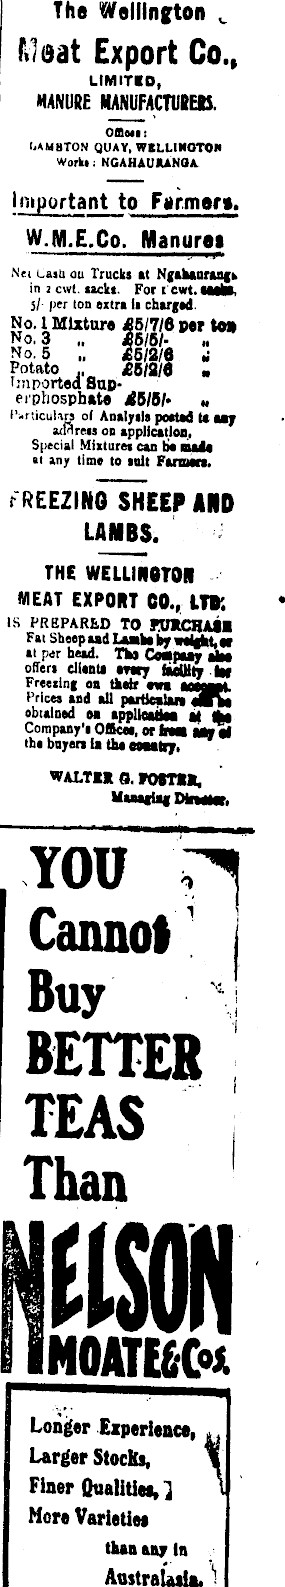 The Wellington
Meat Export Co.,
LIMITED,
MANURE MANUFACTURERS.
Offices:
LAMBTON QUAY, WELLINGTON
Works: NGAHAURANGA
Important to Farmers.
W.M.E.Co. Manures
Net Cash on Trucks at Ngahauranga
in 2 cwt. sacks. For 1 cwt. sacks,
5/- per ton extra is charged.
No. 1 Mixture £5/7/6 per ton
No. 3 „ £5/5/- „
No. 5 „ £5/2/6 „
Potato „ £5/2/6 „
Imported Sup-
erphosphate £5/5/- „
Particulars of Analysis posted to any
address on application,
Special Mixtures can be made
at any time to suit Farmers.
FREEZING SHEEP AND
LAMBS.
THE WELLINGTON
MEAT EXPORT CO., LTD:
IS PREPARED TO PURCHASE
Fat Sheep and Lambs by weight, or
at per head. The Company also
offers clients every facility for
Freezing on their own account.
Prices and all particulars can be
obtained on application at the
Company's Offices, or from any of
the buyers in the country.
WALTER G. FOSTER,
Managing Director.
YOU
Cannot
Buy
BETTER
TEAS
Than
NELSON
MOATE & Cos.
Longer Experience,
Larger Stocks,
Finer Qualities,
More Varieties
than any in
Australasia.